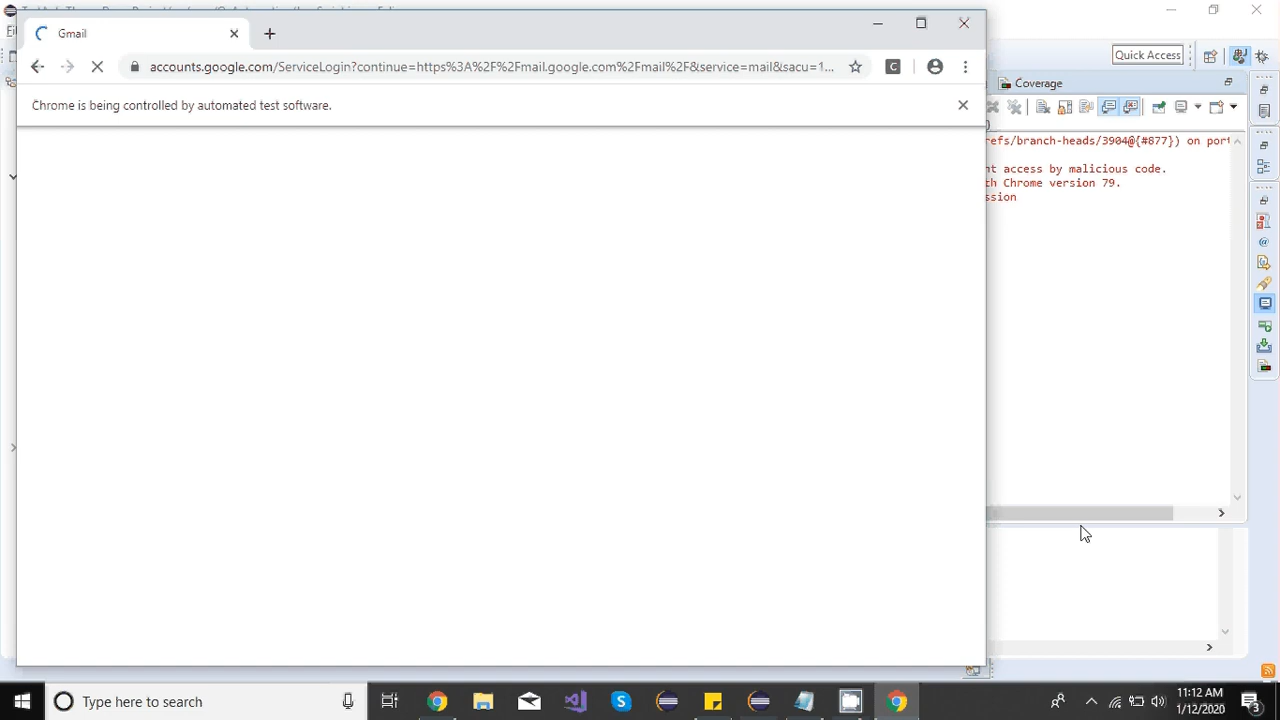 Gmail
accounts.google.com/ServiceLogin?continue=https%3A%2F%2Fmail.google.com%2Fmail%2F&service=mail&sacu=1...
Chrome is being controlled by automated test software.
Quick Access
Coverage
refs/branch-heads/3904@{#877}) on port
nt access by malicious code.
th Chrome version 79.
ssion
Type here to search
11:12 AM
1/12/2020
3